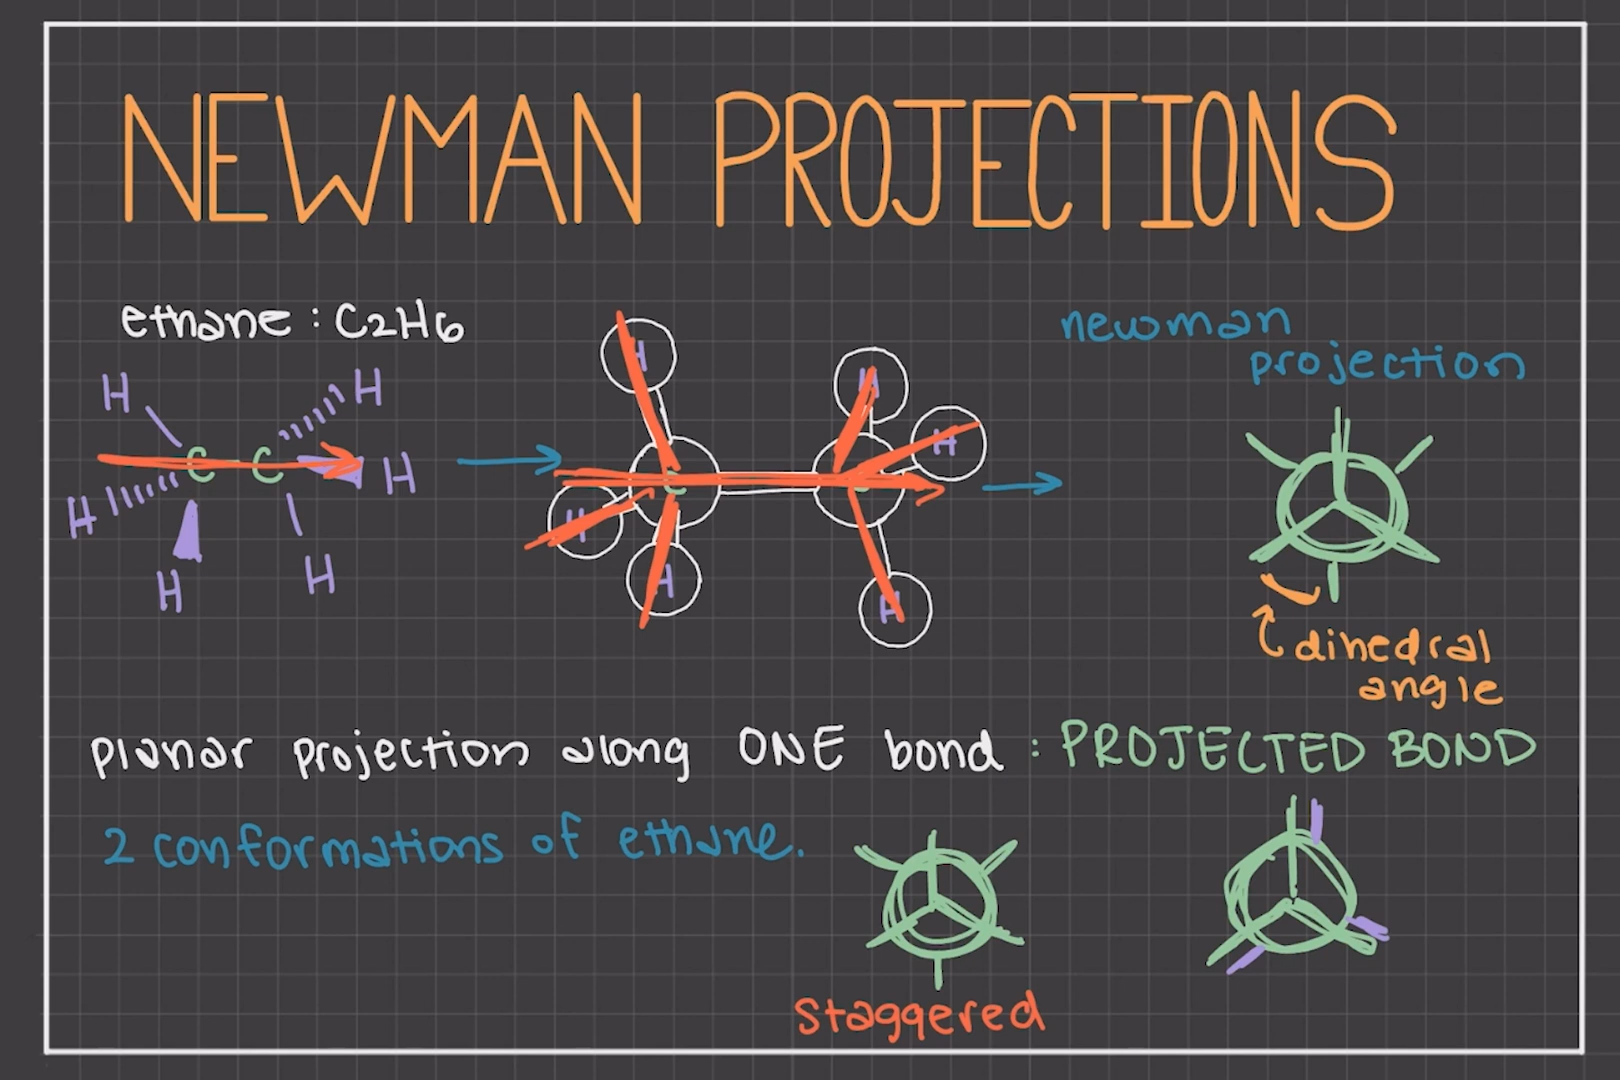 NEWMAN PROJECTIONS
ethane : C2H6
newman
projection
H H
C C H
H
H H
H H H
C C
H H H
dihedral
angle
planar projection along ONE bond : PROJECTED BOND
2 conformations of ethane.
staggered